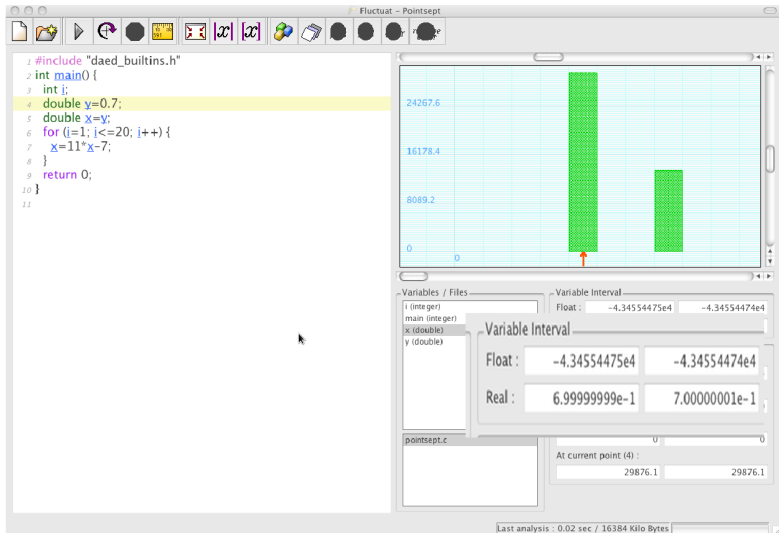 Fluctuat - Pointsept
1 #include "daed_builtins.h"
2 int main() {
3 int i;
4 double y=0.7;
5 double x=y;
6 for (i=1; i<=20; i++) {
7 x=11*x-7;
8 }
9 return 0;
10 }
11
24267.6
16178.4
8089.2
0
0
Variables / Files
i (integer)
main (integer)
x (double)
y (double)
pointsept.c
Variable Interval
Float : -4.34554475e4 -4.34554474e4
Variable Interval
Float : -4.34554475e4 -4.34554474e4
Real : 6.99999999e-1 7.00000001e-1
0 0
At current point (4) :
29876.1 29876.1
Last analysis : 0.02 sec / 16384 Kilo Bytes